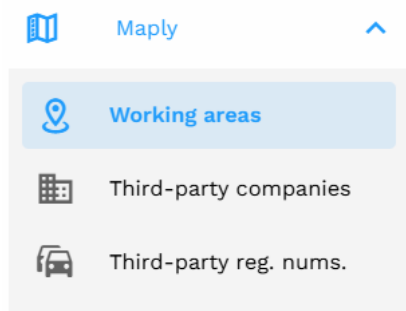 Maply
Working areas
Third-party companies
Third-party reg. nums.